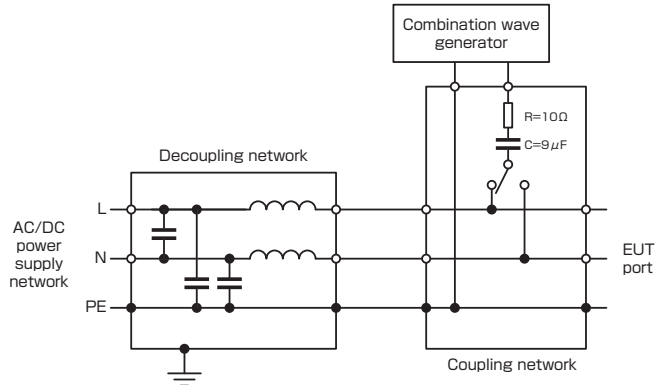 Combination wave
generator
R=10Ω
C=9μF
Decoupling network
L
N
PE
AC/DC
power
supply
network
EUT
port
Coupling network